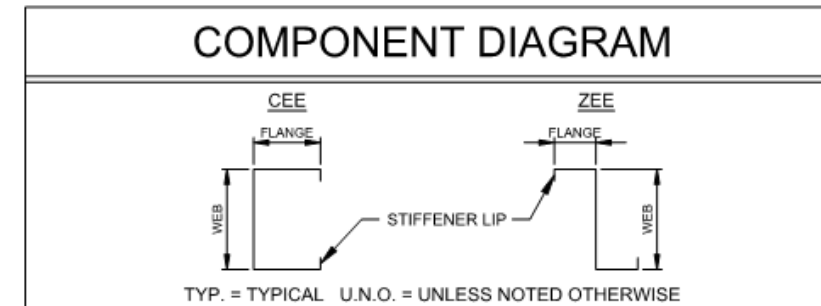 COMPONENT DIAGRAM
CEE
ZEE
FLANGE
FLANGE
WEB
STIFFENER LIP
WEB
TYP. = TYPICAL U.N.O. = UNLESS NOTED OTHERWISE